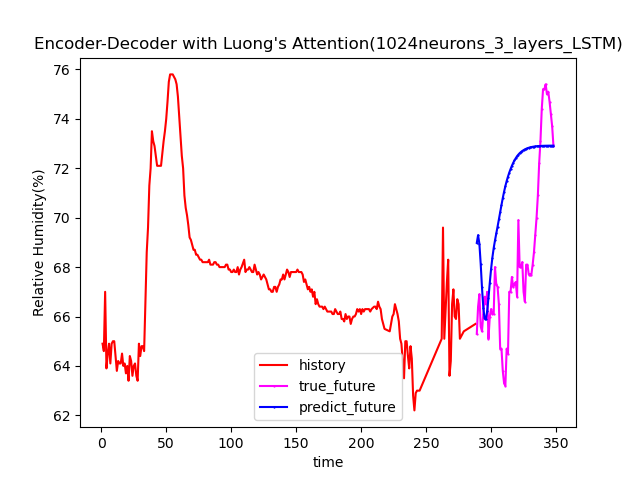 Encoder-Decoder with Luong's Attention(1024neurons_3_layers_LSTM)
76
74
72
70
68
66
64
62
Relative Humidity(%)
history
true_future
predict_future
0 50 100 150 200 250 300 350
time